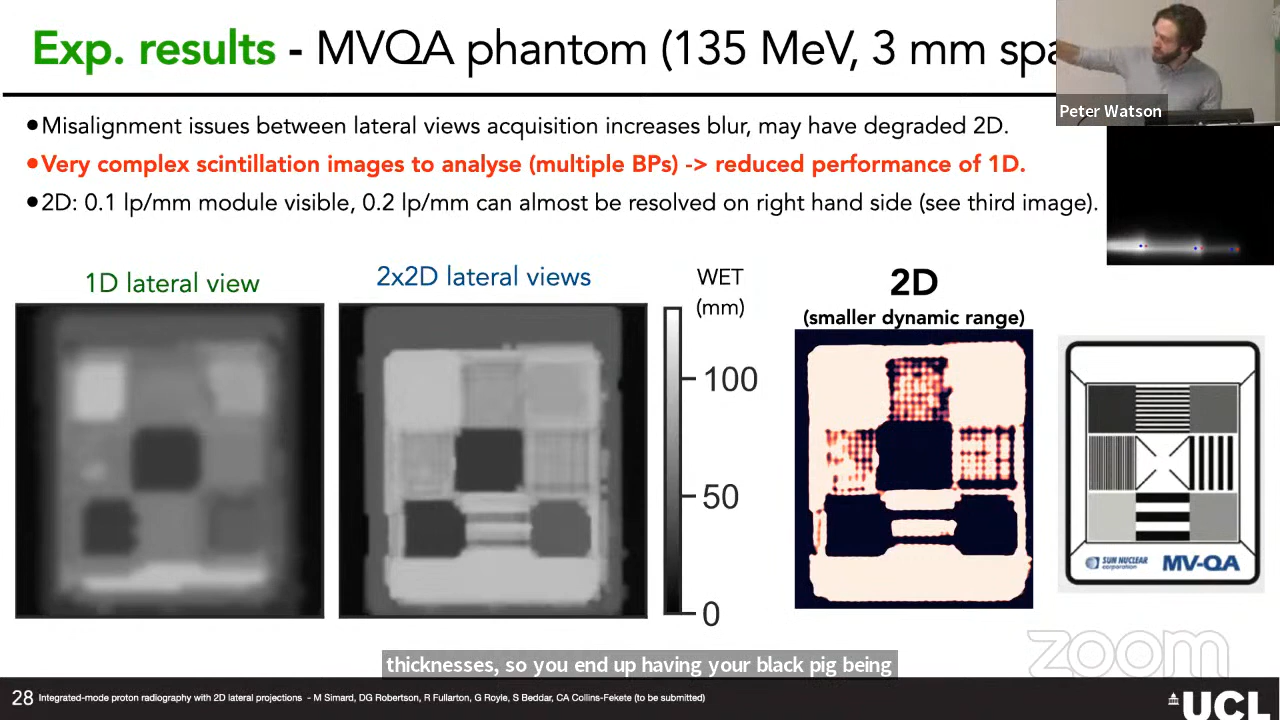 Exp. results - MVQA phantom (135 MeV, 3 mm spa
Peter Watson
•Misalignment issues between lateral views acquisition increases blur, may have degraded 2D.
•Very complex scintillation images to analyse (multiple BPs) -> reduced performance of 1D.
•2D: 0.1 lp/mm module visible, 0.2 lp/mm can almost be resolved on right hand side (see third image).
1D lateral view
2x2D lateral views
WET
(mm)
100
50
0
2D
(smaller dynamic range)
SUN NUCLEAR
corporation
MV-QA
zoom
thicknesses, so you end up having your black pig being
28 Integrated-mode proton radiography with 2D lateral projections - M Simard, DG Robertson, R Fullarton, G Royle, S Beddar, CA Collins-Fekete (to be submitted)
UCL